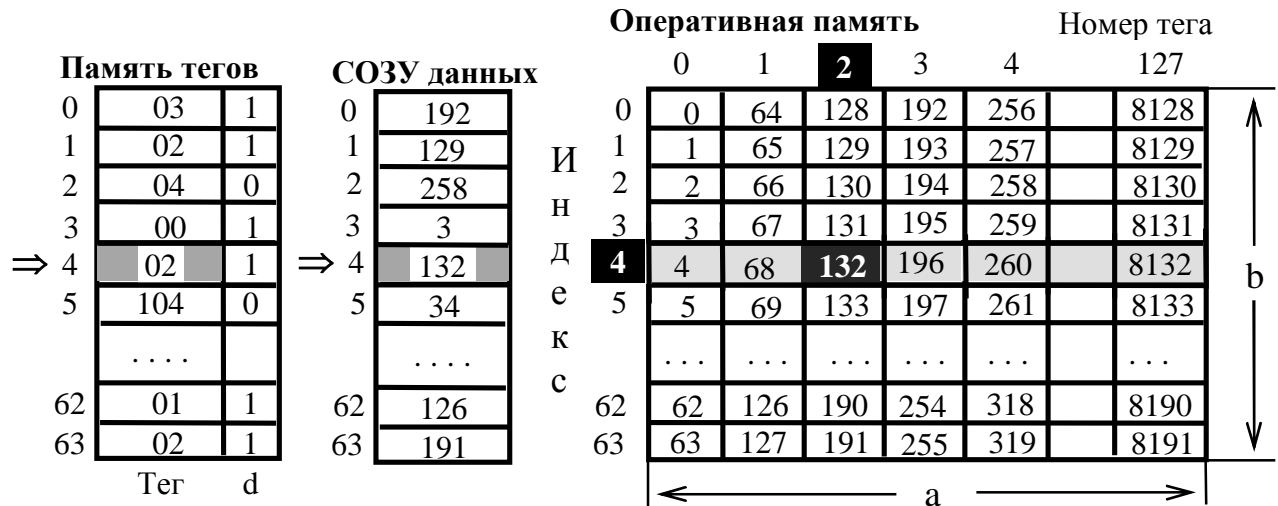 Оперативная память Номер тега
Память тегов СОЗУ данных 0 1 2 3 4 127
0 03 1 0 192 0 0 64 128 192 256 8128
1 02 1 1 129 1 1 65 129 193 257 8129
2 04 0 2 258 2 2 66 130 194 258 8130
3 00 1 3 3 3 3 67 131 195 259 8131
⇒ 4 02 1 ⇒ 4 132 4 4 68 132 196 260 8132
5 104 0 5 34 5 5 69 133 197 261 8133
. . . . . . . . . . . . . . . . . . . . . . . . . .
62 01 1 62 126 62 62 126 190 254 318 8190
63 02 1 63 191 63 63 127 191 255 319 8191
Индекс
b
Тег d a